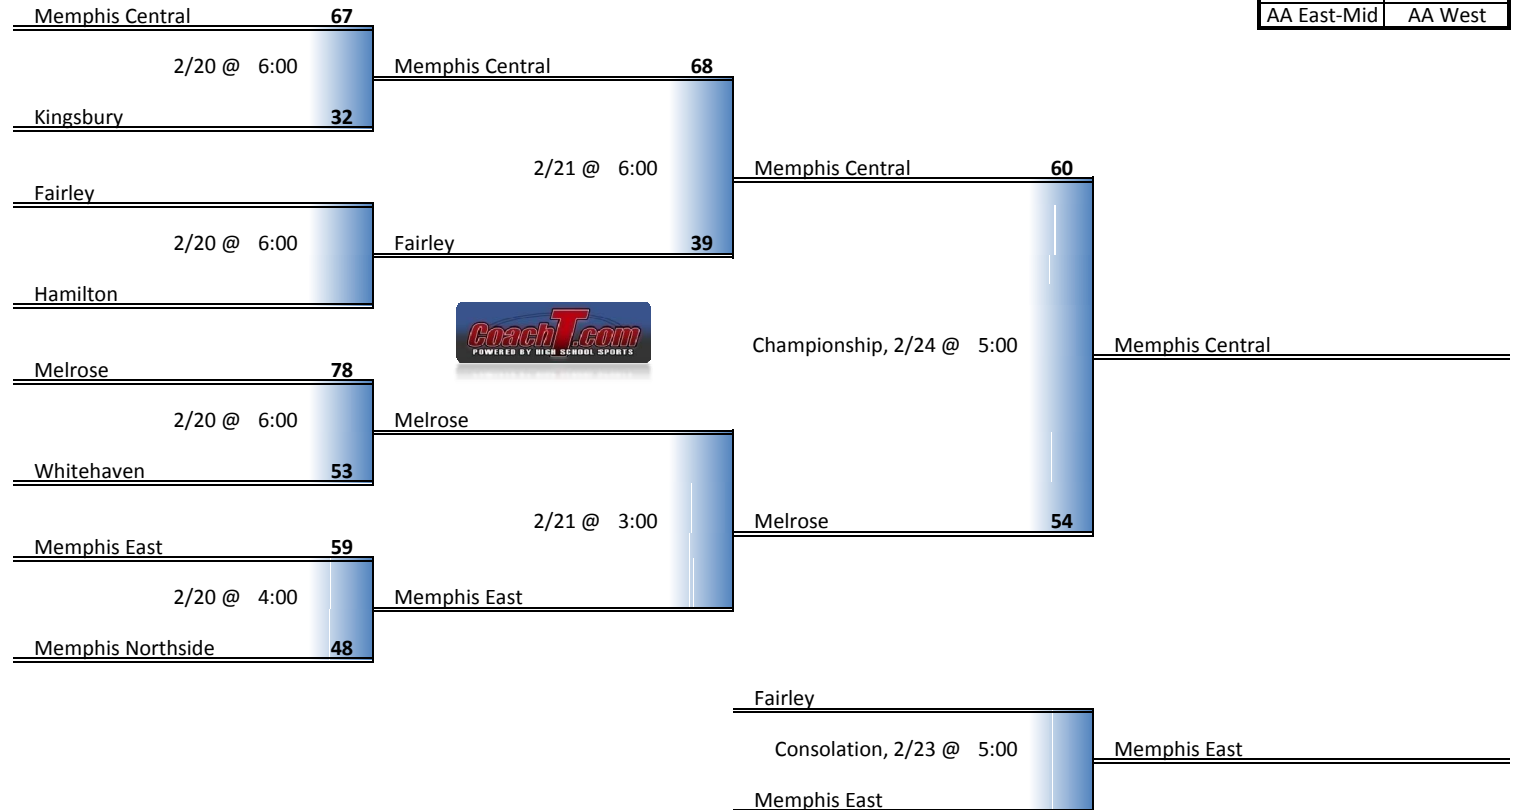 AA East-Mid AA West
Memphis Central 67
2/20 @ 6:00
Kingsbury 32
Fairley
2/20 @ 6:00
Hamilton
Melrose 78
2/20 @ 6:00
Whitehaven 53
Memphis East 59
2/20 @ 4:00
Memphis Northside 48
Memphis Central 68
2/21 @ 6:00
Fairley 39
CoachT.com
POWERED BY HIGH SCHOOL SPORTS
Melrose
2/21 @ 3:00
Memphis East
Memphis Central 60
Championship, 2/24 @ 5:00
Melrose 54
Memphis Central
Fairley
Consolation, 2/23 @ 5:00
Memphis East
Memphis East